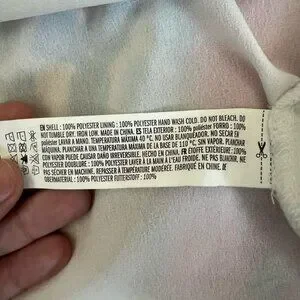 EN SHELL : 100% POLYESTER LINING : 100% POLYESTER HAND WASH COLD. DO NOT BLEACH. DO
NOT TUMBLE DRY. IRON LOW. MADE IN CHINA. ES TELA EXTERIOR : 100% poliéster FORRO : 100%
poliéster LAVAR A MANO. TEMPERATURA MÁXIMA 40 °C. NO USAR BLANQUEADOR. NO SECAR EN
MÁQUINA. PLANCHAR A UNA TEMPERATURA MÁXIMA DE LA BASE DE 110 °C. SIN VAPOR. PLANCHAR
CON VAPOR PUEDE CAUSAR DAÑO IRREVERSIBLE. HECHO EN CHINA. FR ÉTOFFE EXTÉRIEURE : 100%
POLYESTER DOUBLURE : 100% POLYESTER LAVER À LA MAIN À L'EAU FROIDE. NE PAS BLANCHIR. NE
PAS SÉCHER EN MACHINE. REPASSER À TEMPÉRATURE MODÉRÉE. FABRIQUÉ EN CHINE. DE
100% POLYESTER FUTTERSTOFF : 100%